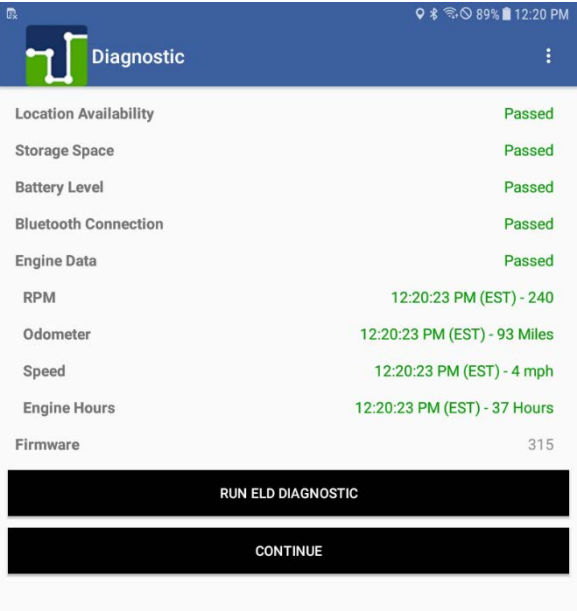 89% 12:20 PM
Diagnostic
Location Availability Passed
Storage Space Passed
Battery Level Passed
Bluetooth Connection Passed
Engine Data Passed
RPM 12:20:23 PM (EST) - 240
Odometer 12:20:23 PM (EST) - 93 Miles
Speed 12:20:23 PM (EST) - 4 mph
Engine Hours 12:20:23 PM (EST) - 37 Hours
Firmware 315
RUN ELD DIAGNOSTIC
CONTINUE